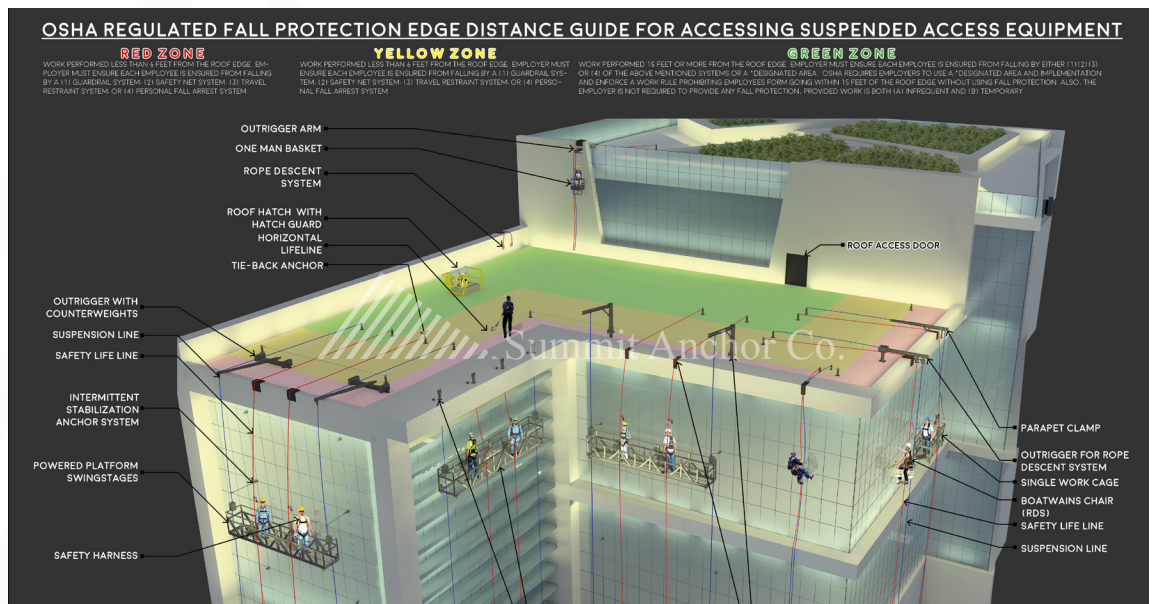 OSHA REGULATED FALL PROTECTION EDGE DISTANCE GUIDE FOR ACCESSING SUSPENDED ACCESS EQUIPMENT
RED ZONE
WORK PERFORMED LESS THAN 6 FEET FROM THE ROOF EDGE. EM-
PLOYER MUST ENSURE EACH EMPLOYEE IS ENSURED FROM FALLING
BY A (1) GUARDRAIL SYSTEM, (2) SAFETY NET SYSTEM, (3) TRAVEL
RESTRAINT SYSTEM, OR (4) PERSONAL FALL ARREST SYSTEM
YELLOW ZONE
WORK PERFORMED LESS THAN 6 FEET FROM THE ROOF EDGE. EMPLOYER MUST
ENSURE EACH EMPLOYEE IS ENSURED FROM FALLING BY A (1) GUARDRAIL SYS-
TEM, (2) SAFETY NET SYSTEM, (3) TRAVEL RESTRAINT SYSTEM, OR (4) PERSO-
NAL FALL ARREST SYSTEM
GREEN ZONE
WORK PERFORMED 15 FEET OR MORE FROM THE ROOF EDGE. EMPLOYER MUST ENSURE EACH EMPLOYEE IS ENSURED FROM FALLING BY EITHER (1)(2)(3)
OR (4) OF THE ABOVE MENTIONED SYSTEMS OR A "DESIGNATED AREA. OSHA REQUIRES EMPLOYERS TO USE A "DESIGNATED AREA AND IMPLEMENTATION
AND ENFORCE A WORK RULE PROHIBITING EMPLOYEES FORM GOING WITHIN 15 FEET OF THE ROOF EDGE WITHOUT USING FALL PROTECTION. ALSO, THE
EMPLOYER IS NOT REQUIRED TO PROVIDE ANY FALL PROTECTION, PROVIDED WORK IS BOTH (A) INFREQUENT AND (B) TEMPORARY
OUTRIGGER ARM
ONE MAN BASKET
ROPE DESCENT
SYSTEM
ROOF HATCH WITH
HATCH GUARD
HORIZONTAL
LIFELINE
TIE-BACK ANCHOR
ROOF ACCESS DOOR
OUTRIGGER WITH
COUNTERWEIGHTS
SUSPENSION LINE
SAFETY LIFE LINE
Summit Anchor Co.
INTERMITTENT
STABILIZATION
ANCHOR SYSTEM
POWERED PLATFORM
SWINGSTAGES
SAFETY HARNESS
PARAPET CLAMP
OUTRIGGER FOR ROPE
DESCENT SYSTEM
SINGLE WORK CAGE
BOATWAINS CHAIR
(RDS)
SAFETY LIFE LINE
SUSPENSION LINE